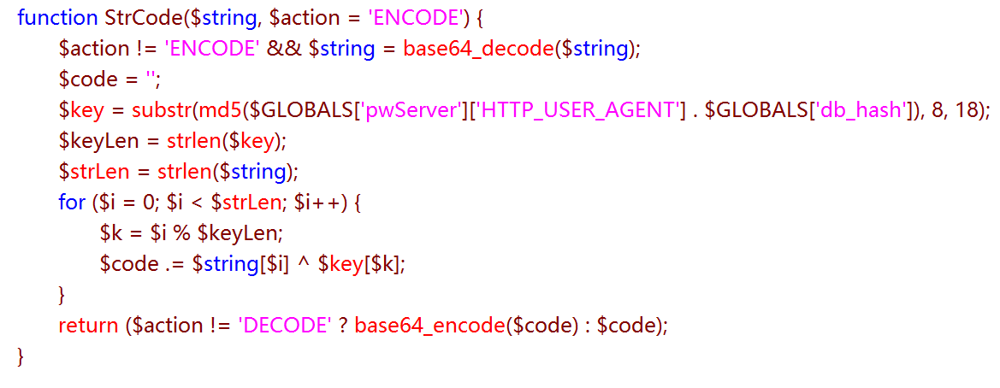 function StrCode($string, $action = 'ENCODE') {
$action != 'ENCODE' && $string = base64_decode($string);
$code = '';
$key = substr(md5($GLOBALS['pwServer']['HTTP_USER_AGENT'] . $GLOBALS['db_hash']), 8, 18);
$keyLen = strlen($key);
$strLen = strlen($string);
for ($i = 0; $i < $strLen; $i++) {
$k = $i % $keyLen;
$code .= $string[$i] ^ $key[$k];
}
return ($action != 'DECODE' ? base64_encode($code) : $code);
}